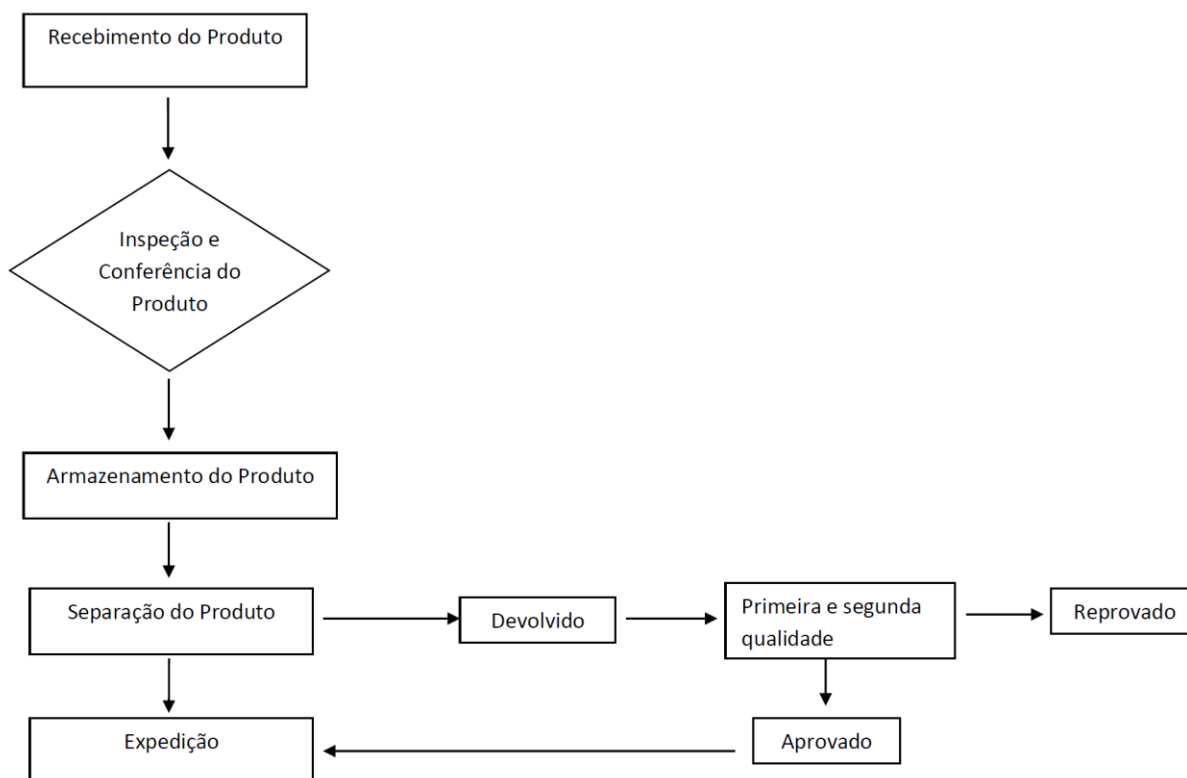 Recebimento do Produto
Inspeção e
Conferência do
Produto
Armazenamento do Produto
Separação do Produto
Devolvido
Primeira e segunda
qualidade
Reprovado
Expedição
Aprovado